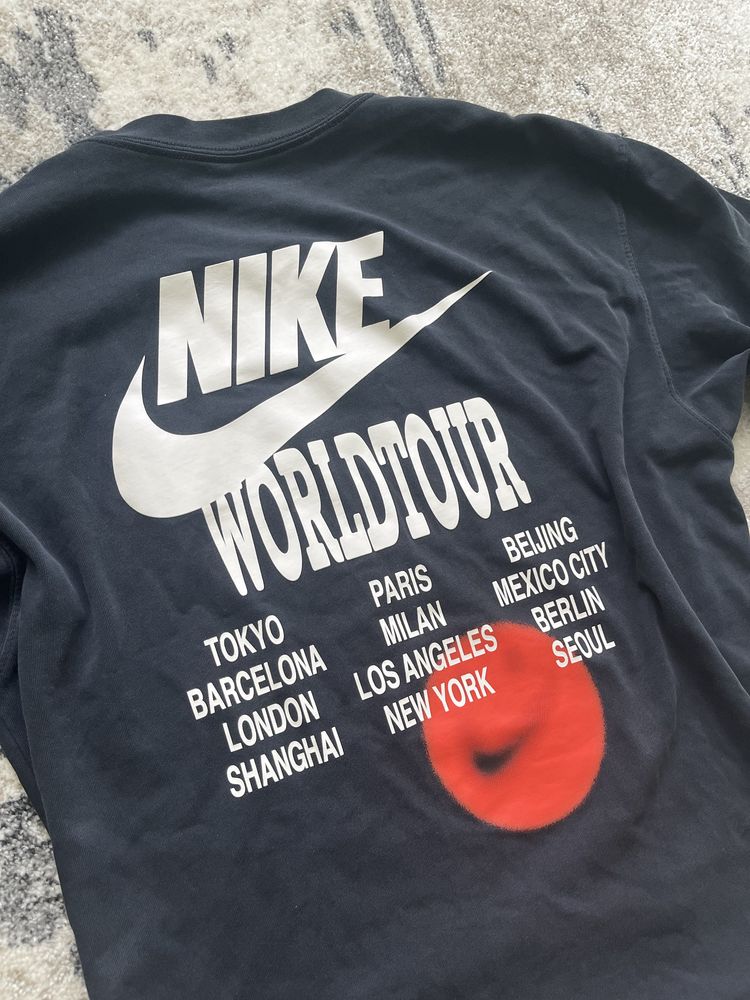 NIKE
WORLDTOUR
TOKYO
BARCELONA
LONDON
SHANGHAI
PARIS
MILAN
LOS ANGELES
NEW YORK
BEIJING
MEXICO CITY
BERLIN
SEOUL